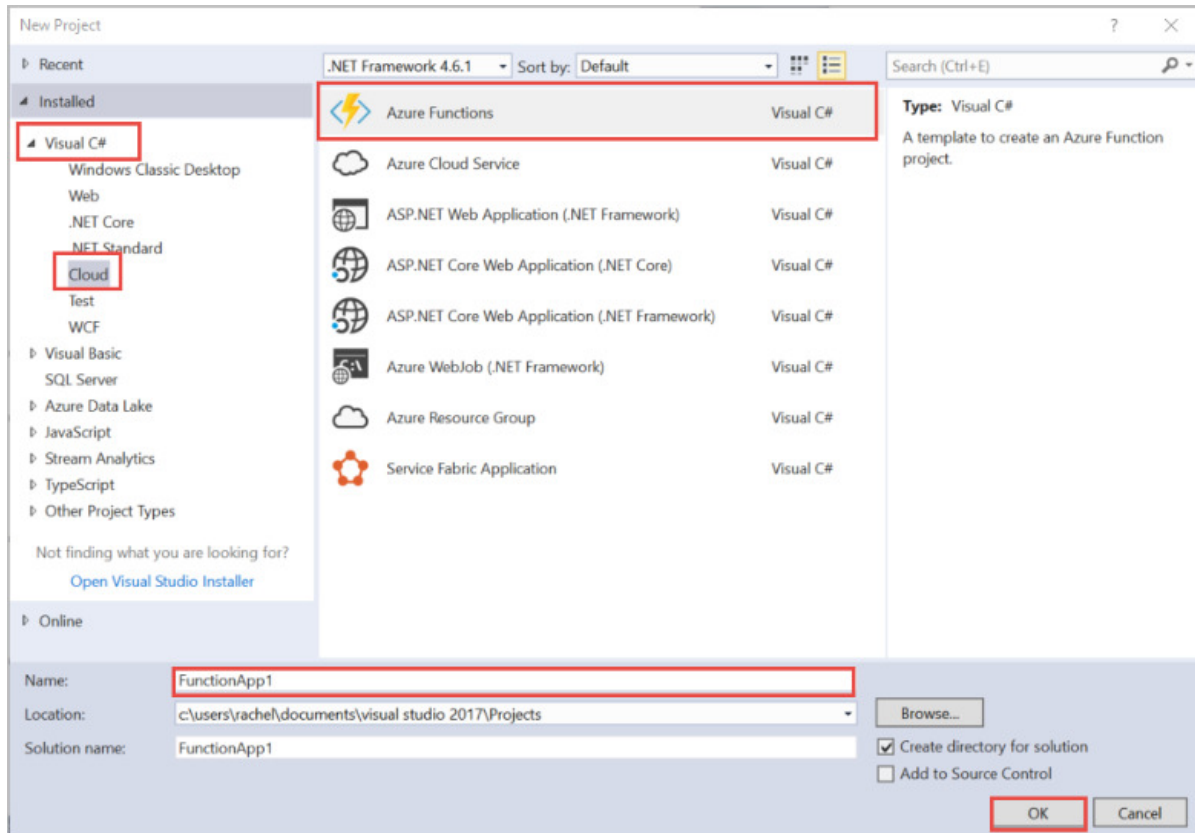 New Project
?
Recent
Installed
Visual C#
Windows Classic Desktop
Web
.NET Core
.NET Standard
Cloud
Test
WCF
Visual Basic
SQL Server
Azure Data Lake
JavaScript
Stream Analytics
TypeScript
Other Project Types
Not finding what you are looking for?
Open Visual Studio Installer
Online
.NET Framework 4.6.1 Sort by: Default
Azure Functions Visual C#
Azure Cloud Service Visual C#
ASP.NET Web Application (.NET Framework) Visual C#
ASP.NET Core Web Application (.NET Core) Visual C#
ASP.NET Core Web Application (.NET Framework) Visual C#
Azure WebJob (.NET Framework) Visual C#
Azure Resource Group Visual C#
Service Fabric Application Visual C#
Search (Ctrl+E)
Type: Visual C#
A template to create an Azure Function
project.
Name: FunctionApp1
Location: c:\users\rachel\documents\visual studio 2017\Projects
Browse...
Solution name: FunctionApp1
Create directory for solution
Add to Source Control
OK Cancel